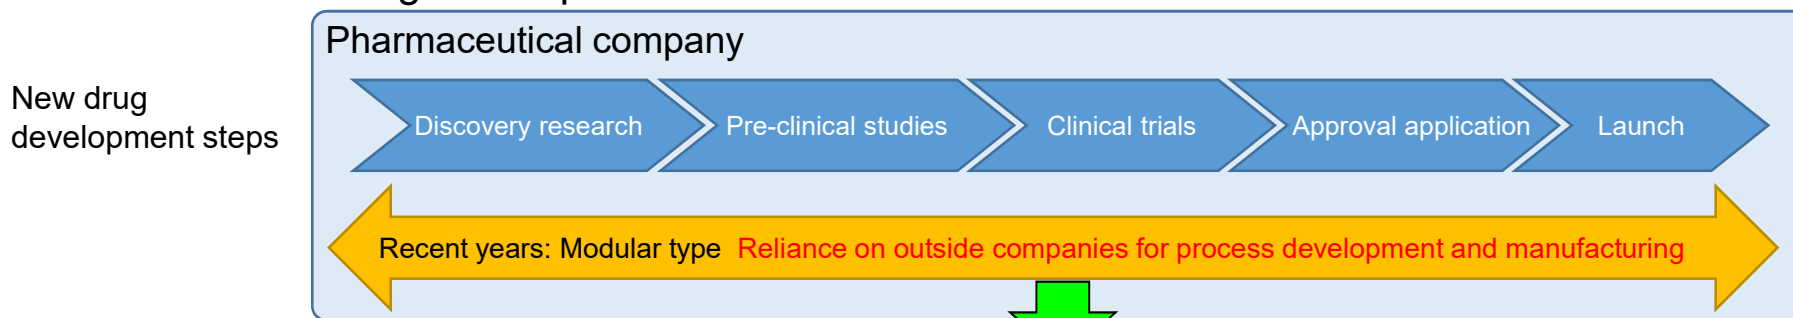 Pharmaceutical company
New drug
development steps
Discovery research
Pre-clinical studies
Clinical trials
Approval application
Launch
Recent years: Modular type Reliance on outside companies for process development and manufacturing